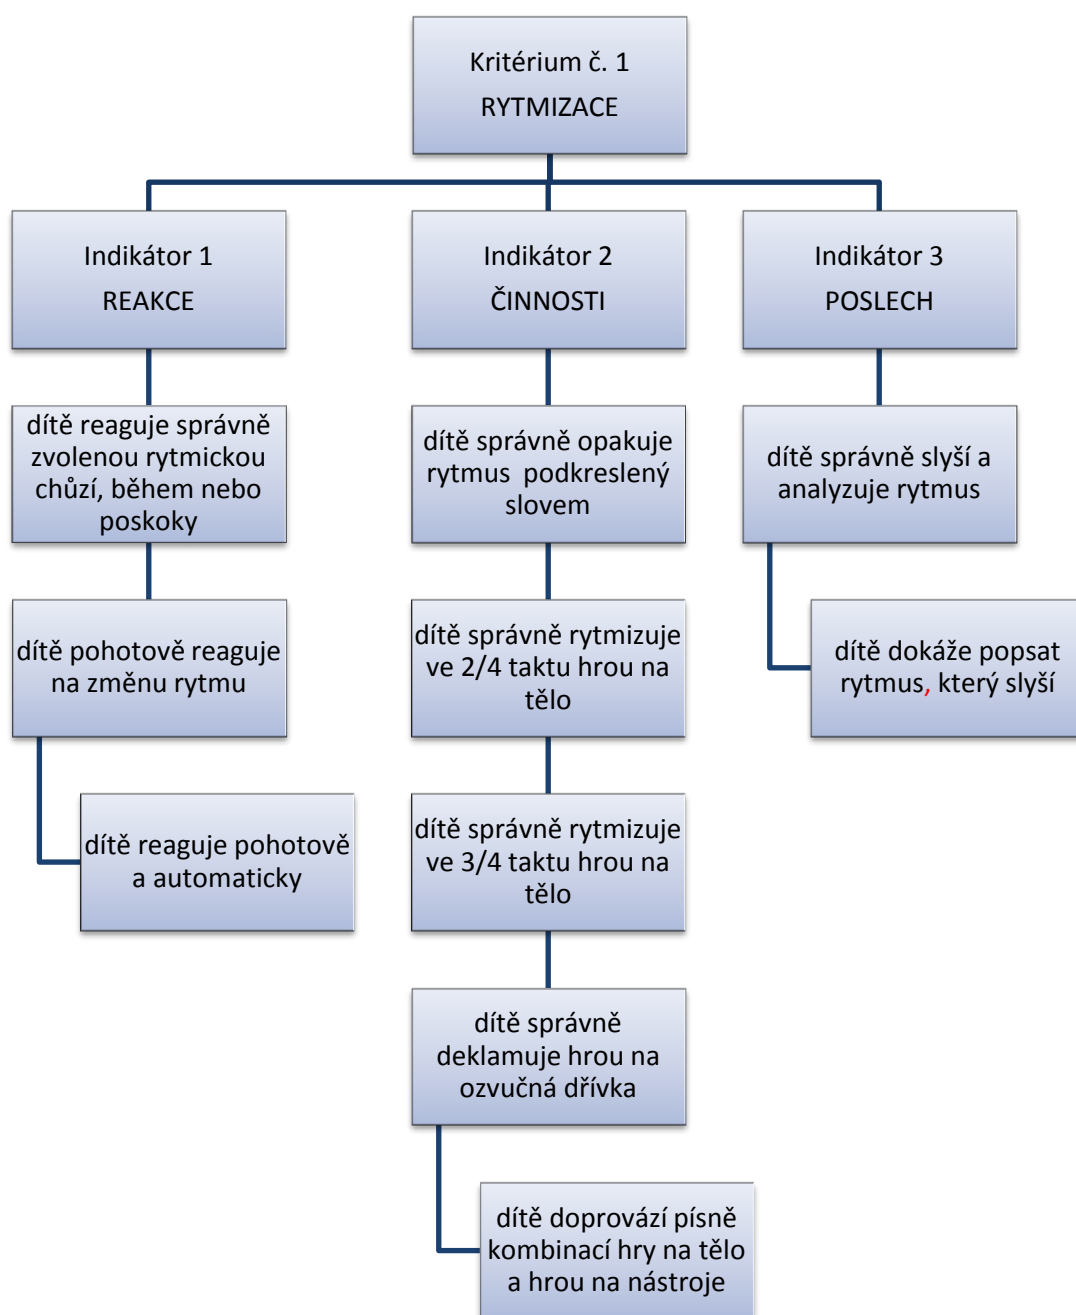 Kritérium č. 1
RYTMIZACE
Indikátor 1
REAKCE
dítě reaguje správně
zvolenou rytmickou
chůzí, během nebo
poskoky
dítě pohotově reaguje
na změnu rytmu
dítě reaguje pohotově
a automaticky
Indikátor 2
ČINNOSTI
dítě správně opakuje
rytmus podkreslený
slovem
dítě správně rytmizuje
ve 2/4 taktu hrou na
tělo
dítě správně rytmizuje
ve 3/4 taktu hrou na
tělo
dítě správně
deklamuje hrou na
ozvučná dřívka
dítě doprovází písně
kombinací hry na tělo
a hrou na nástroje
Indikátor 3
POSLECH
dítě správně slyší a
analyzuje rytmus
dítě dokáže popsat
rytmus, který slyší